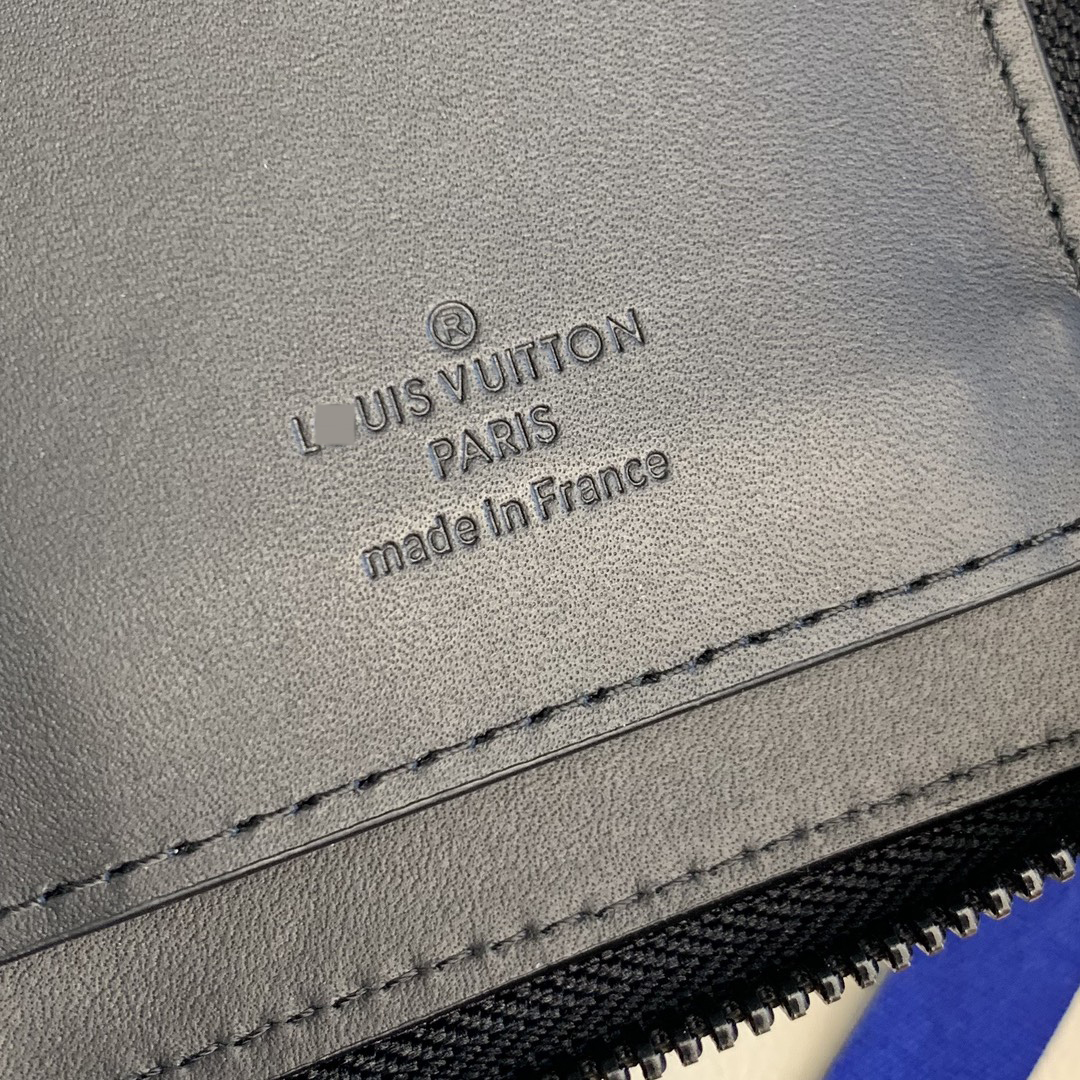 ®
L UIS VUITTON
PARIS
made in France